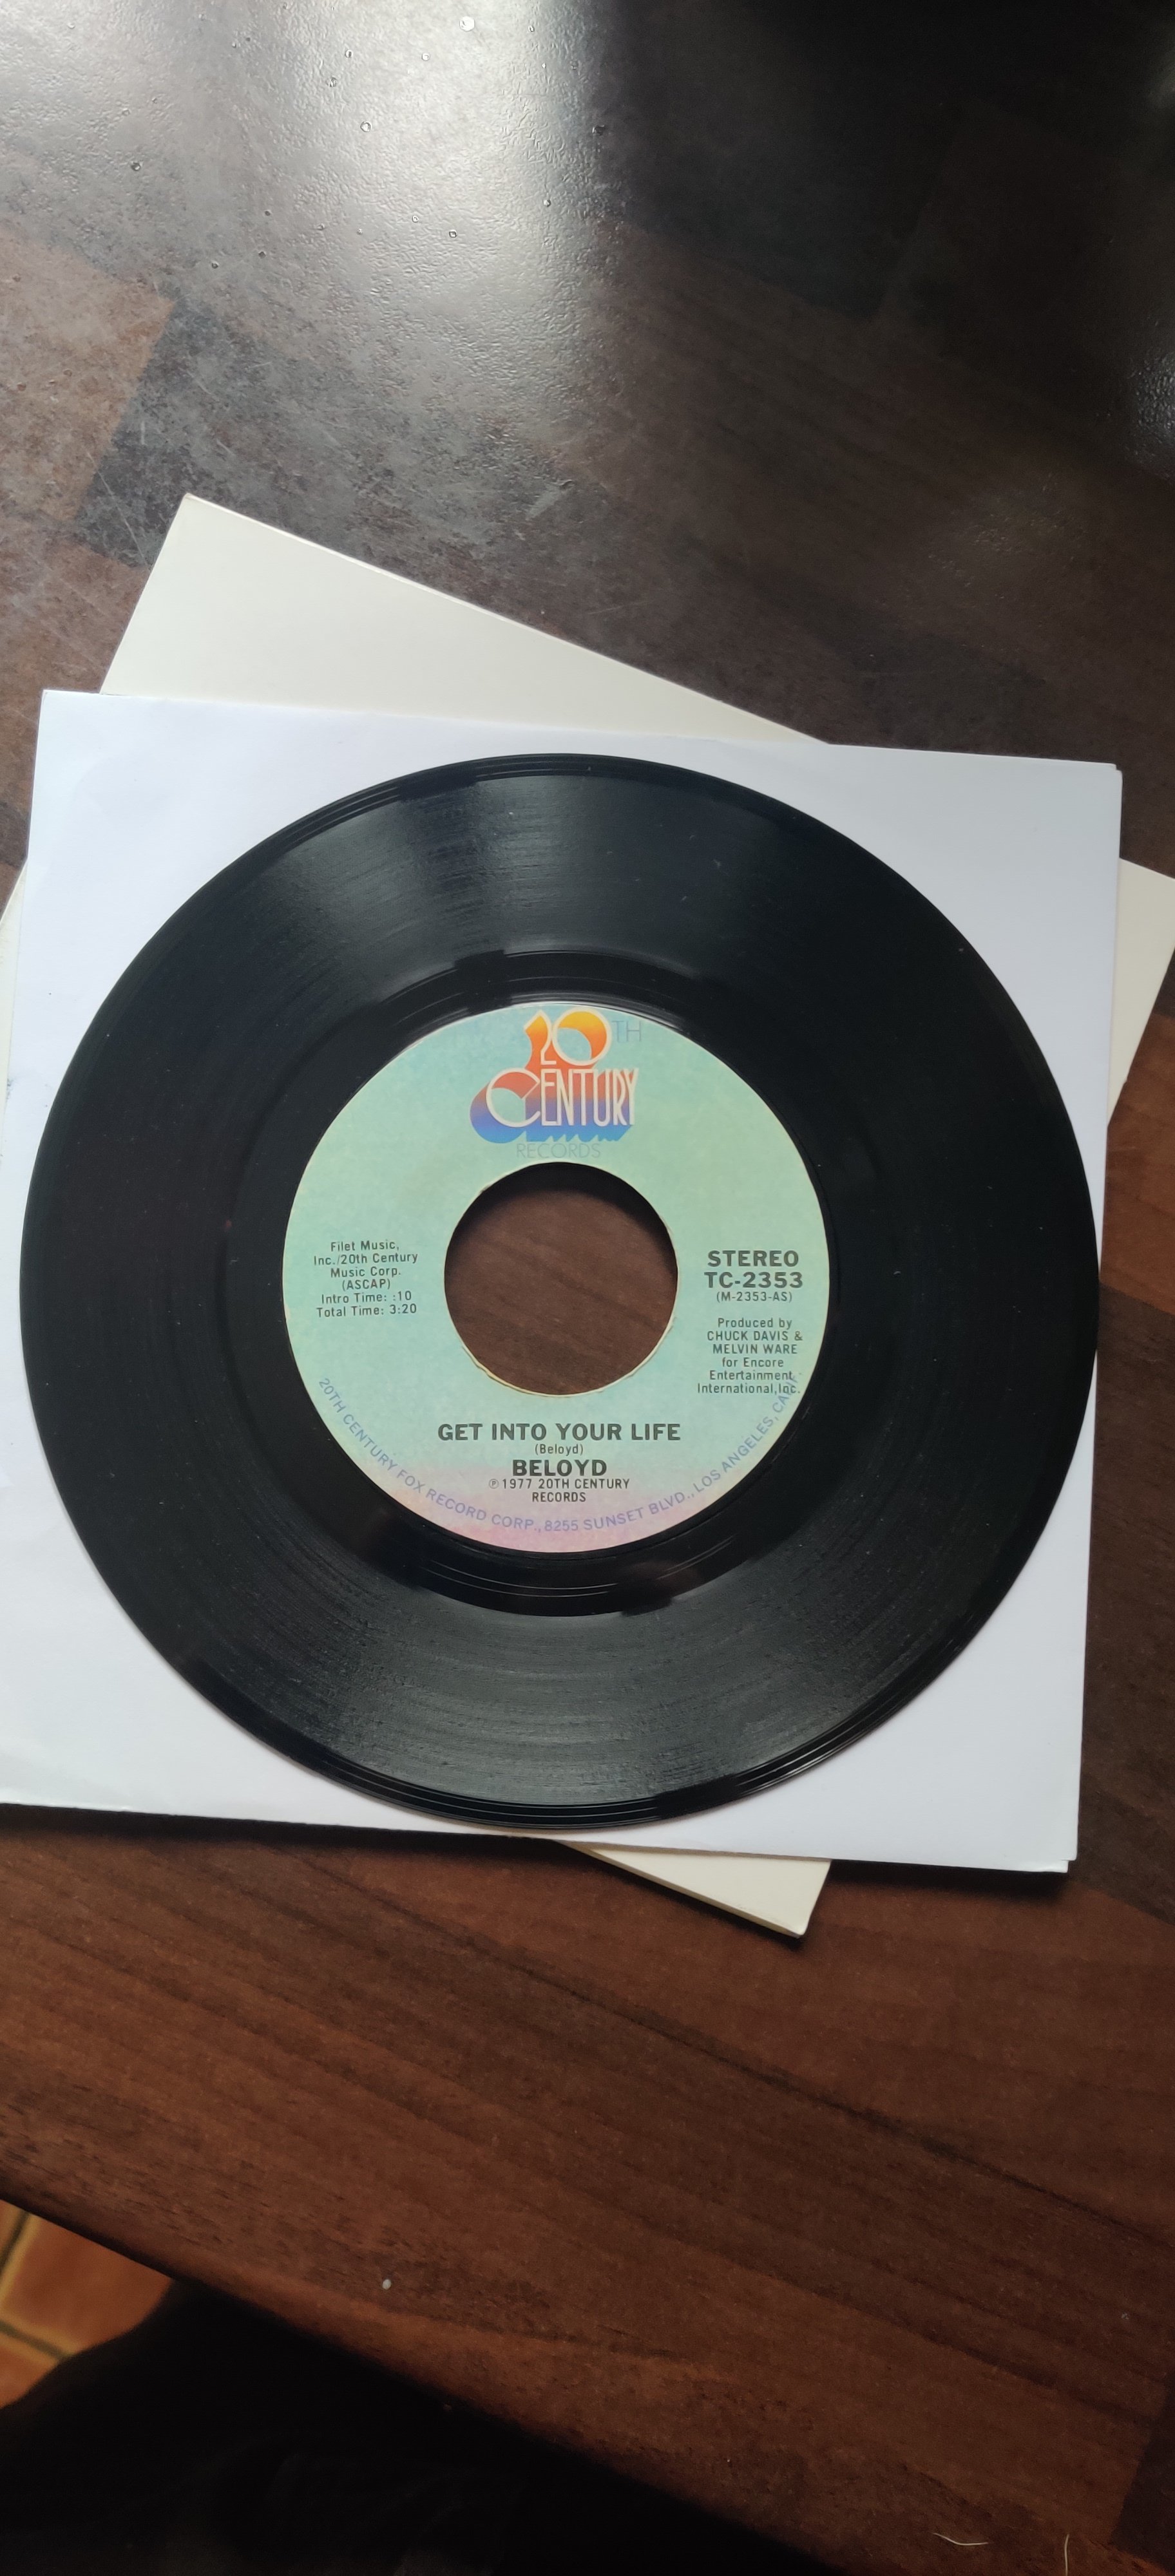 20TH
CENTURY
RECORDS
Filet Music,
Inc./20th Century
Music Corp.
(ASCAP)
Intro Time: :10
Total Time: 3:20
STEREO
TC-2353
(M-2353-AS)
Produced by
CHUCK DAVIS &
MELVIN WARE
for Encore
Entertainment
International, Inc.
GET INTO YOUR LIFE
(Beloyd)
BELOYD
℗ 1977 20TH CENTURY
RECORDS
20TH CENTURY FOX RECORD CORP., 8255 SUNSET BLVD., LOS ANGELES, CALIF.